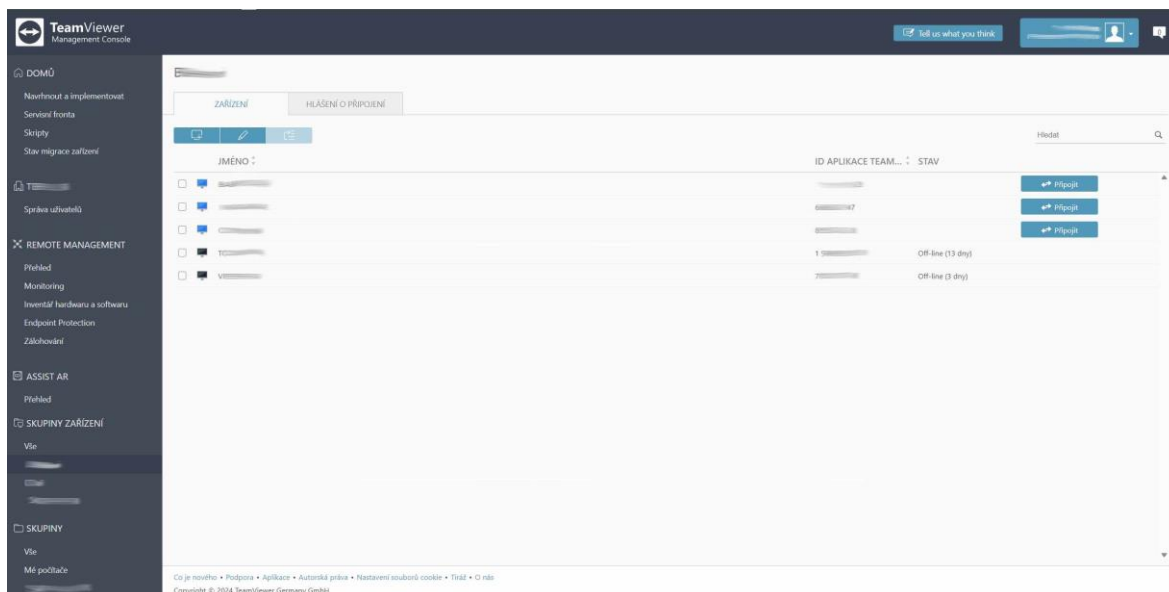 TeamViewer
Management Console
Tell us what you think
DOMŮ
Navrhnout a implementovat
Servisní fronta
Skripty
Stav migrace zařízení
Správa uživatelů
REMOTE MANAGEMENT
Přehled
Monitoring
Inventář hardwaru a softwaru
Endpoint Protection
Zálohování
ASSIST AR
Přehled
SKUPINY ZAŘÍZENÍ
Vše
SKUPINY
Vše
Mé počítače
ZAŘÍZENÍ HLÁŠENÍ O PŘIPOJENÍ
Hledat
JMÉNO ID APLIKACE TEAM... STAV
Připojit
Připojit
Připojit
Off-line (13 dny)
Off-line (3 dny)
Co je nového • Podpora • Aplikace • Autorská práva • Nastavení souborů cookie • Tiráž • O nás
Copyright © 2024 TeamViewer Germany GmbH